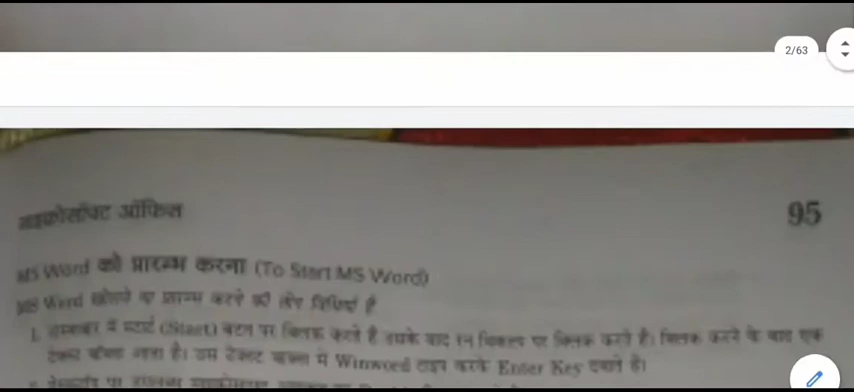 2/63
माइक्रोसॉफ्ट ऑफिस 95
MS Word को प्रारम्भ करना (To Start MS Word)
MS Word खोलने या प्रारम्भ करने की तीन विधियाँ हैं
1. टास्कबार में स्टार्ट (Start) बटन पर क्लिक करते हैं उसके बाद रन विकल्प पर क्लिक करते है। क्लिक करने के बाद एक
टेक्स्ट बॉक्स आता है। उस टेक्स्ट बाक्स में Winword टाइप करके Enter Key दबाते हैं।